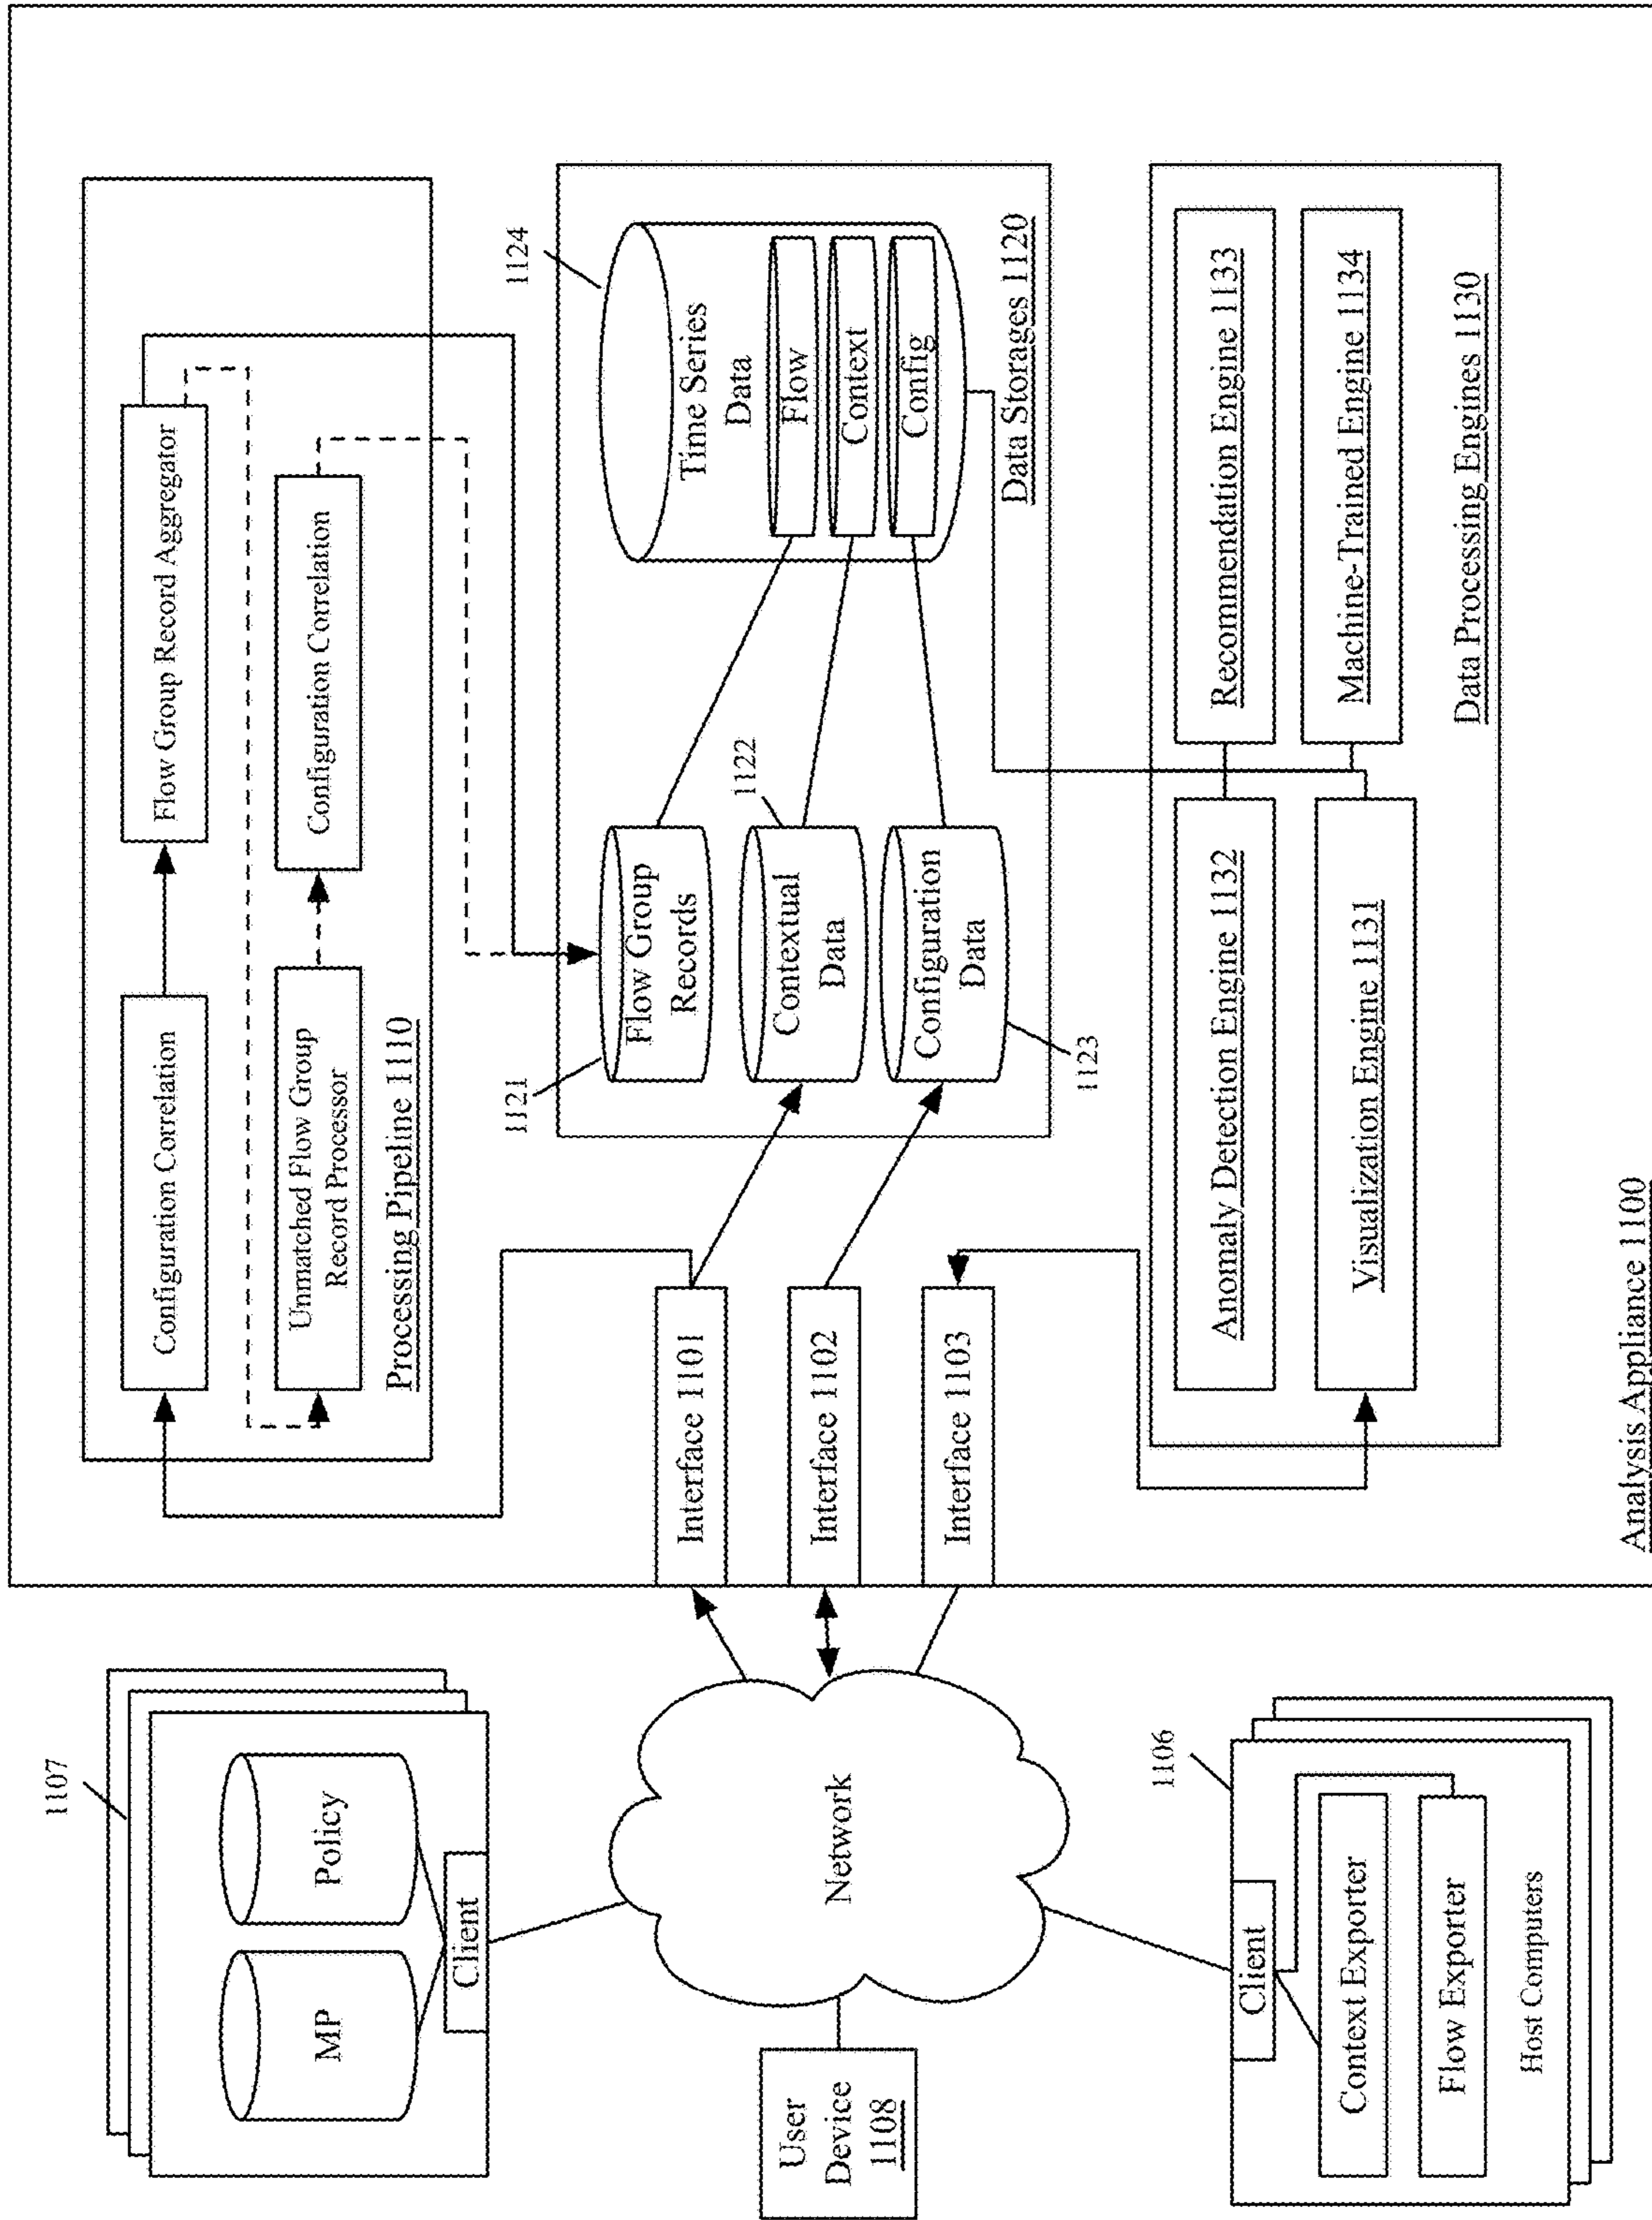 1107
MP
Policy
Client
User
Device
1108
Network
1106
Client
Context Exporter
Flow Exporter
Host Computers
Interface 1101
Interface 1102
Interface 1103
Configuration Correlation
Flow Group Record Aggregator
Unmatched Flow Group
Record Processor
Configuration Correlation
Processing Pipeline 1110
1121
Flow Group
Records
1122
Contextual
Data
Configuration
Data
1123
1124
Time Series
Data
Flow
Context
Config
Data Storages 1120
Anomaly Detection Engine 1132
Recommendation Engine 1133
Visualization Engine 1131
Machine-Trained Engine 1134
Data Processing Engines 1130
Analysis Appliance 1100